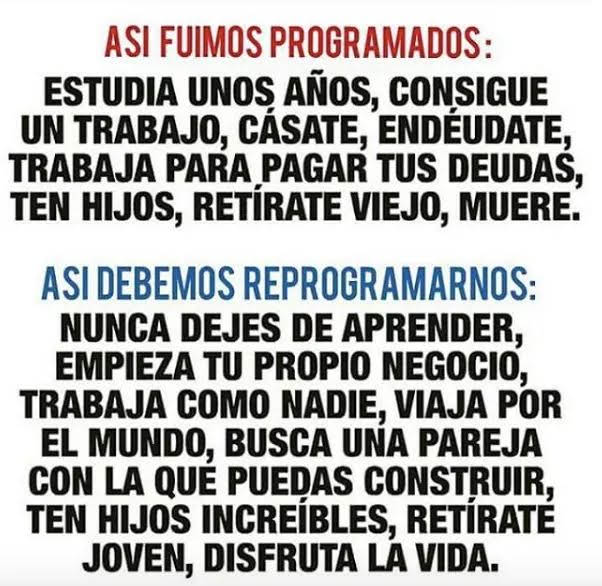 ASI FUIMOS PROGRAMADOS:
ESTUDIA UNOS AÑOS, CONSIGUE
UN TRABAJO, CÁSATE, ENDÉUDATE,
TRABAJA PARA PAGAR TUS DEUDAS,
TEN HIJOS, RETÍRATE VIEJO, MUERE.
ASI DEBEMOS REPROGRAMARNOS:
NUNCA DEJES DE APRENDER,
EMPIEZA TU PROPIO NEGOCIO,
TRABAJA COMO NADIE, VIAJA POR
EL MUNDO, BUSCA UNA PAREJA
CON LA QUE PUEDAS CONSTRUIR,
TEN HIJOS INCREÍBLES, RETÍRATE
JOVEN, DISFRUTA LA VIDA.